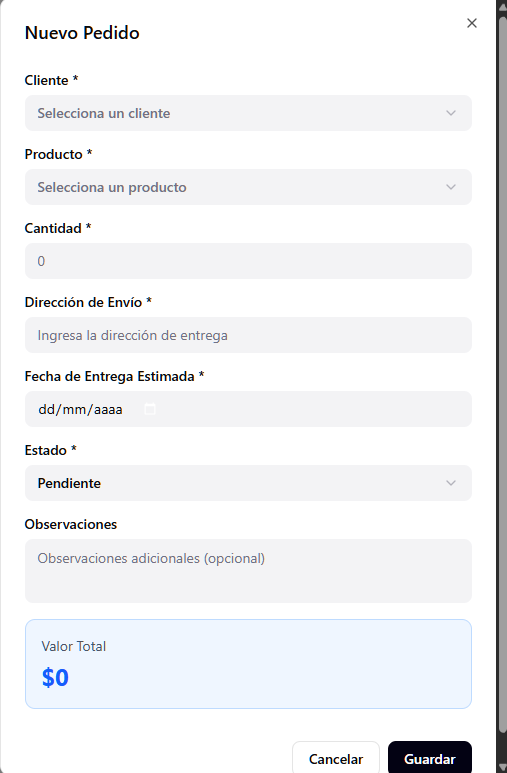 Nuevo Pedido
Cliente *
Selecciona un cliente
Producto *
Selecciona un producto
Cantidad *
0
Dirección de Envío *
Ingresa la dirección de entrega
Fecha de Entrega Estimada *
dd/mm/aaaa
Estado *
Pendiente
Observaciones
Observaciones adicionales (opcional)
Valor Total
$0
Cancelar
Guardar